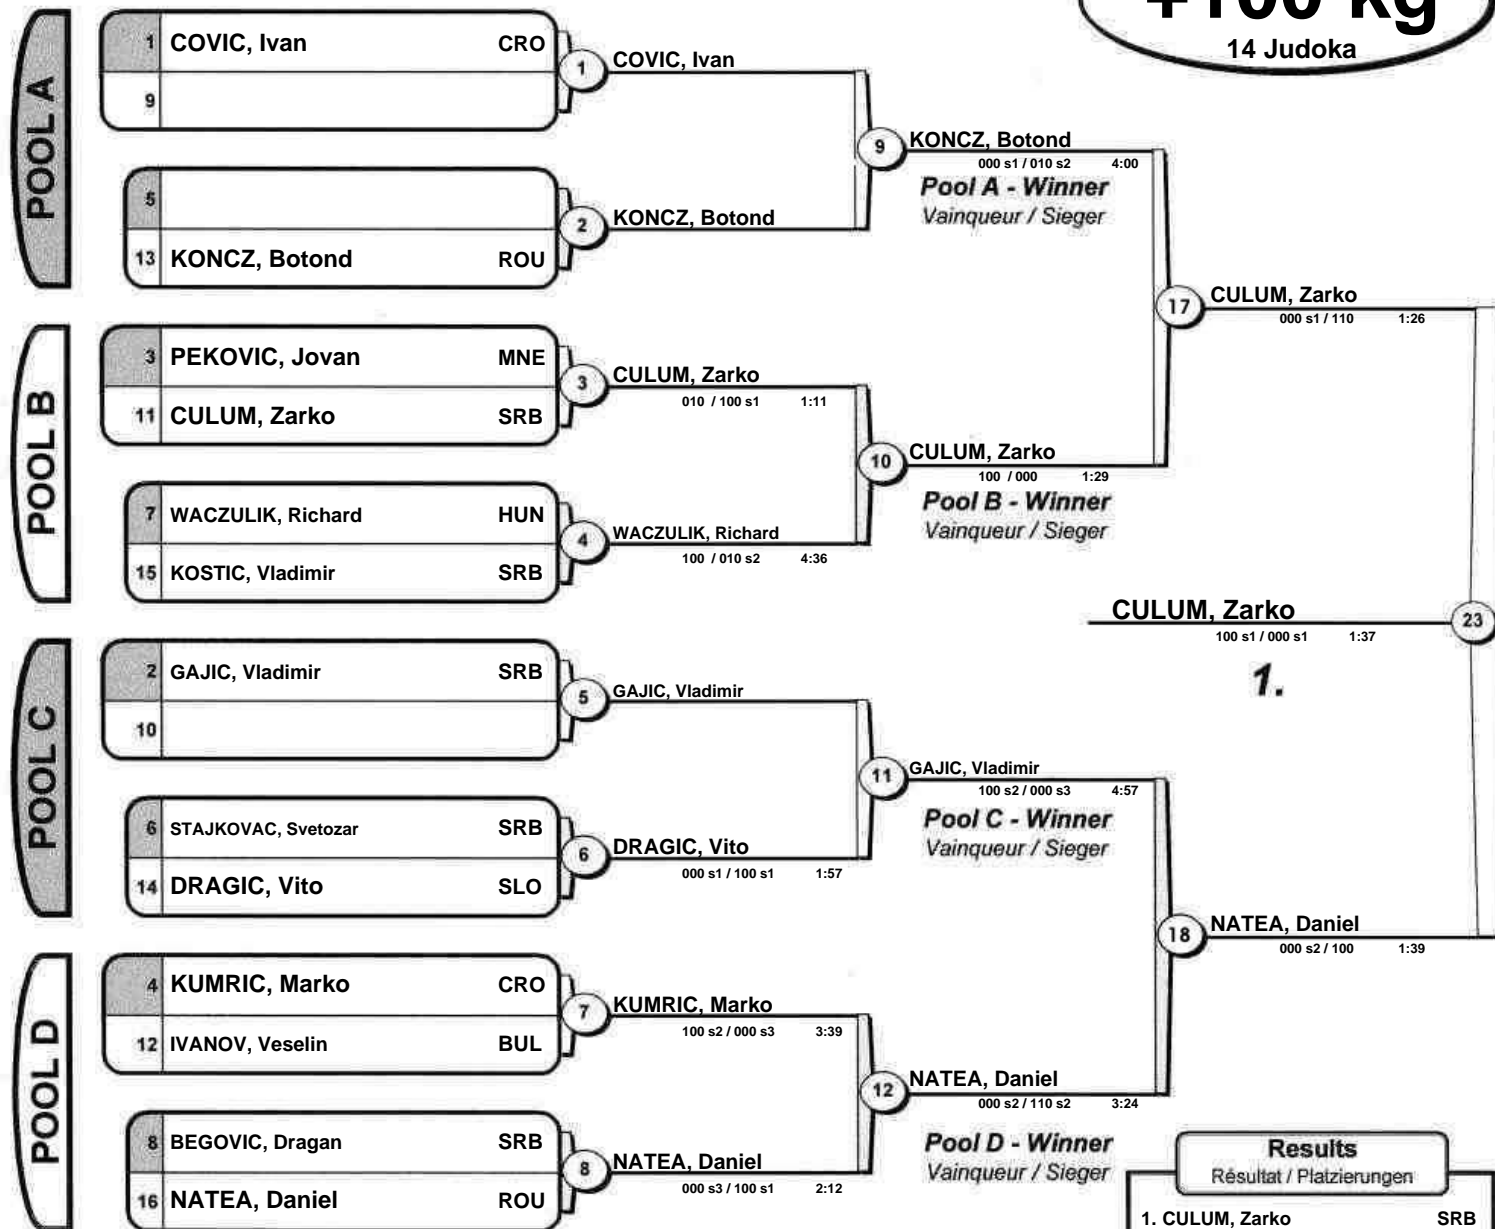 +100 kg
14 Judoka
POOL A
1 COVIC, Ivan CRO
9
1
COVIC, Ivan
5
13 KONCZ, Botond ROU
2
KONCZ, Botond
9
KONCZ, Botond
000 s1 / 010 s2 4:00
Pool A - Winner
Vainqueur / Sieger
POOL B
3 PEKOVIC, Jovan MNE
11 CULUM, Zarko SRB
3
CULUM, Zarko
010 / 100 s1 1:11
7 WACZULIK, Richard HUN
15 KOSTIC, Vladimir SRB
4
WACZULIK, Richard
100 / 010 s2 4:36
10
CULUM, Zarko
100 / 000 1:29
Pool B - Winner
Vainqueur / Sieger
17
CULUM, Zarko
000 s1 / 110 1:26
POOL C
2 GAJIC, Vladimir SRB
10
5
GAJIC, Vladimir
6 STAJKOVAC, Svetozar SRB
14 DRAGIC, Vito SLO
6
DRAGIC, Vito
000 s1 / 100 s1 1:57
11
GAJIC, Vladimir
100 s2 / 000 s3 4:57
Pool C - Winner
Vainqueur / Sieger
POOL D
4 KUMRIC, Marko CRO
12 IVANOV, Veselin BUL
7
KUMRIC, Marko
100 s2 / 000 s3 3:39
8 BEGOVIC, Dragan SRB
16 NATEA, Daniel ROU
8
NATEA, Daniel
000 s3 / 100 s1 2:12
12
NATEA, Daniel
000 s2 / 110 s2 3:24
Pool D - Winner
Vainqueur / Sieger
18
NATEA, Daniel
000 s2 / 100 1:39
CULUM, Zarko
100 s1 / 000 s1 1:37
23
1.
Results
Résultat / Platzierungen
1. CULUM, Zarko SRB